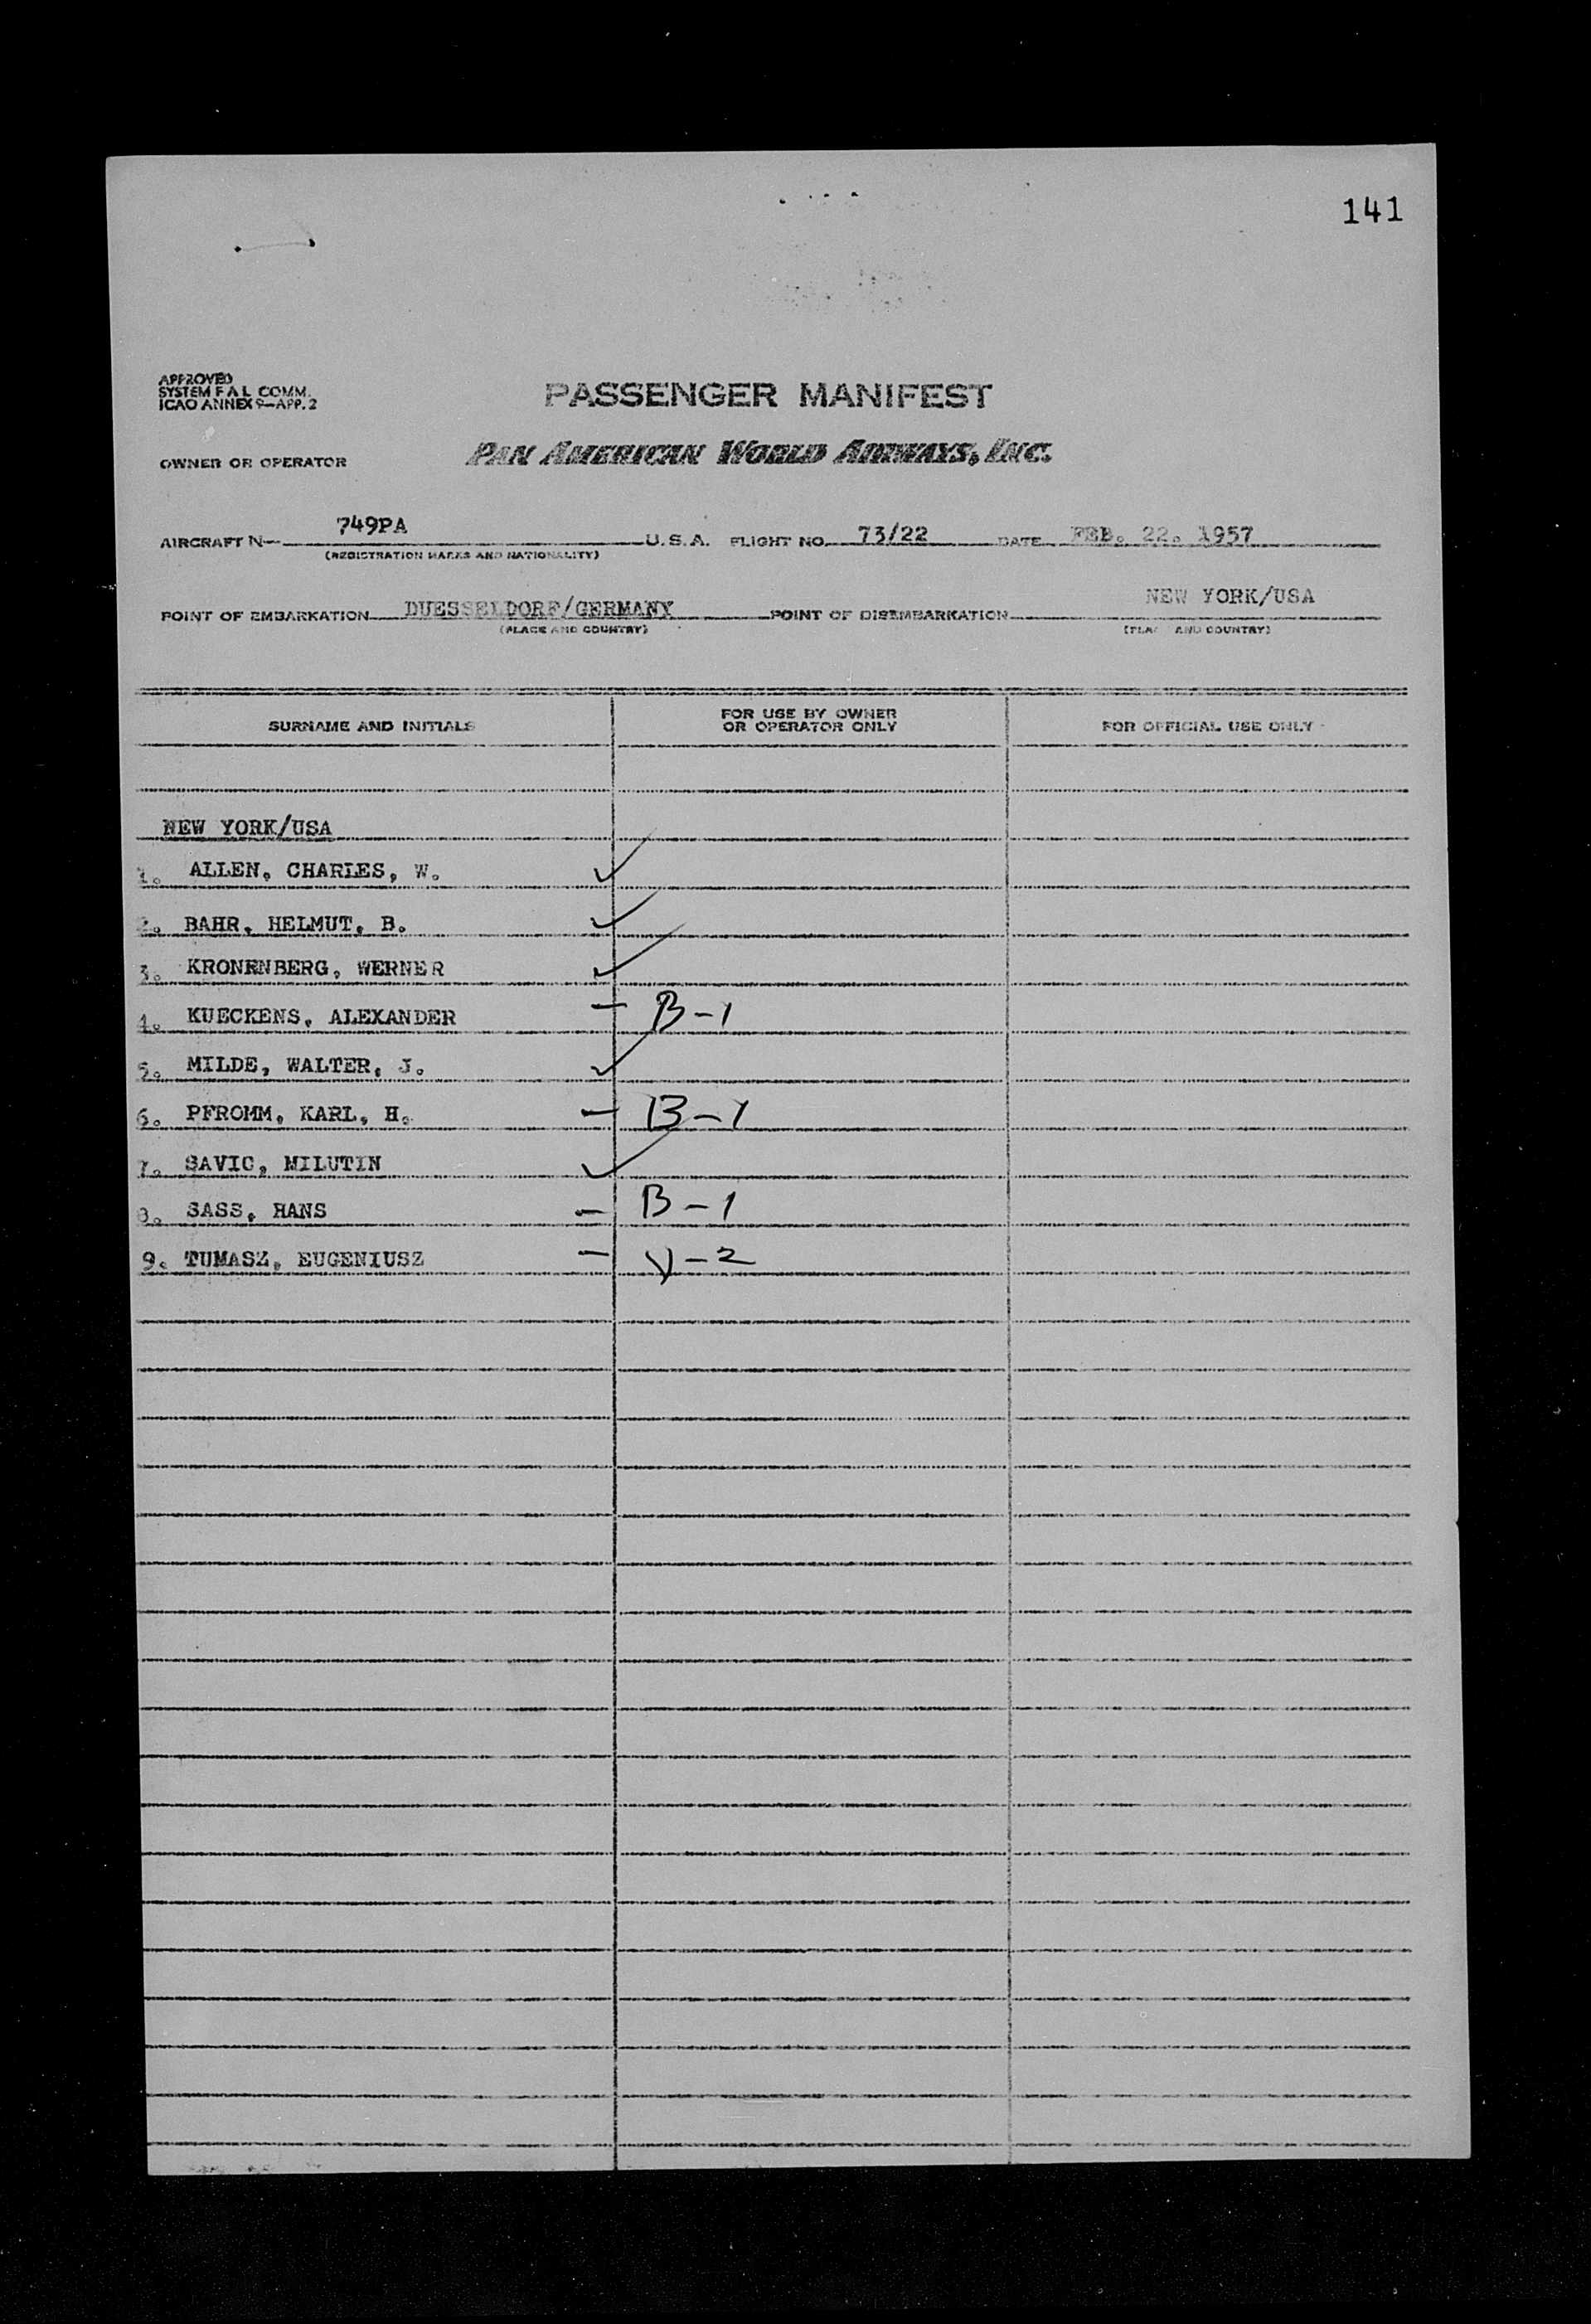 141
APPROVED
SYSTEM F A L COMM.
ICAO ANNEX 9—APP. 2
PASSENGER MANIFEST
OWNER OR OPERATOR PAN AMERICAN WORLD AIRWAYS, INC.
AIRCRAFT N— 749PA U. S. A. FLIGHT NO. 73/22 DATE FEB. 22. 1957
(REGISTRATION MARKS AND NATIONALITY)
POINT OF EMBARKATION DUESSELDORF/GERMANY POINT OF DISEMBARKATION NEW YORK/USA
(PLACE AND COUNTRY) (PLAC AND COUNTRY)
SURNAME AND INITIALS FOR USE BY OWNER OR OPERATOR ONLY FOR OFFICIAL USE ONLY
NEW YORK/USA
1. ALLEN, CHARLES, W. ✓
2. BAHR, HELMUT, B. ✓
3. KRONENBERG, WERNER ✓
4. KUECKENS, ALEXANDER — B-1
5. MILDE, WALTER, J. ✓
6. PFROMM, KARL, H. — B-1
7. SAVIC, MILUTIN ✓
8. SASS, HANS — B-1
9. TUMASZ, EUGENIUSZ — V-2